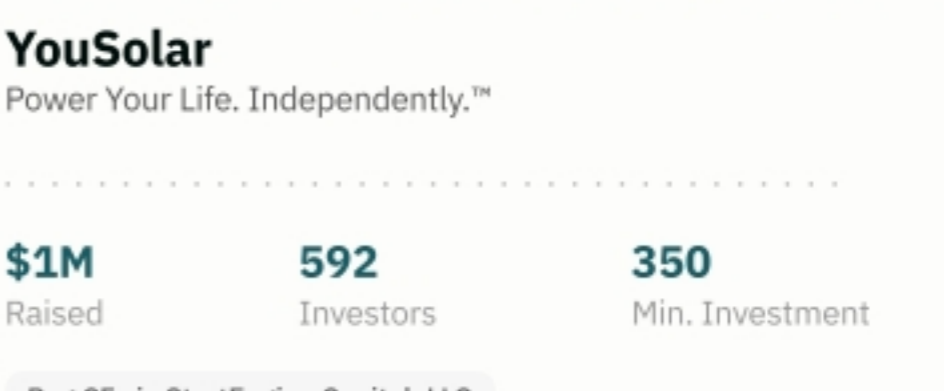 YouSolar
Power Your Life. Independently.™
$1M 592 350
Raised Investors Min. Investment